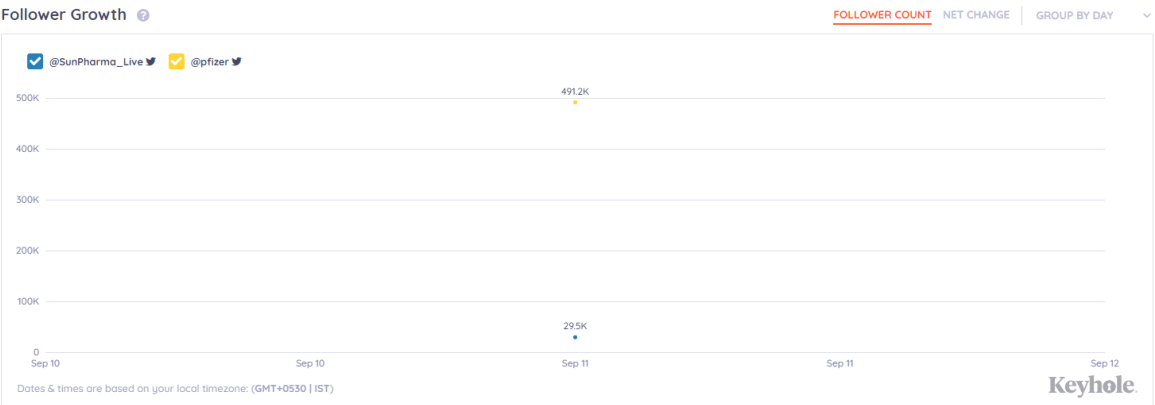 Follower Growth ?
FOLLOWER COUNT NET CHANGE GROUP BY DAY
@SunPharma_Live @pfizer
491.2K
500K
400K
300K
200K
100K
29.5K
0
Sep 10 Sep 10 Sep 11 Sep 11 Sep 12
Dates & times are based on your local timezone: (GMT+0530 | IST)
Keyhole.